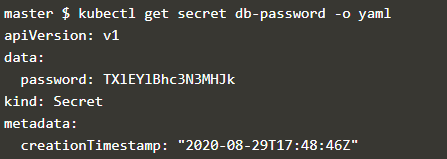 master $ kubectl get secret db-password -o yaml
apiVersion: v1
data:
  password: TXlEYlBhc3N3MHJk
kind: Secret
metadata:
  creationTimestamp: "2020-08-29T17:48:46Z"